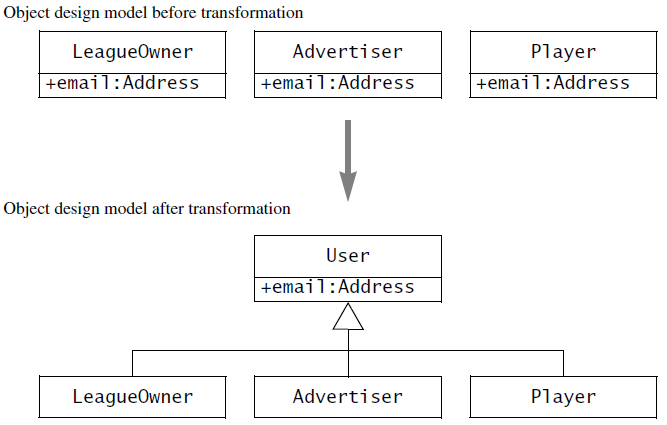 Object design model before transformation
LeagueOwner Advertiser Player
+email:Address +email:Address +email:Address
Object design model after transformation
User
+email:Address
LeagueOwner Advertiser Player